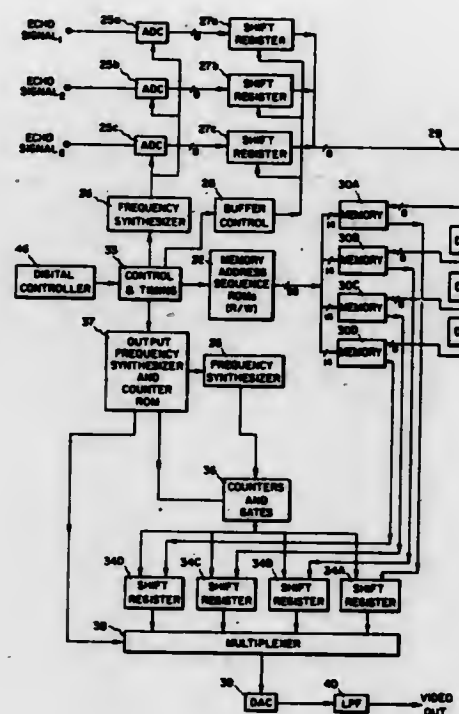 25a
27a
ECHO SIGNAL₁
ADC
SHIFT REGISTER
25b
27b
ECHO SIGNAL₂
ADC
SHIFT REGISTER
25c
27c
ECHO SIGNAL
ADC
SHIFT REGISTER
29
26
FREQUENCY SYNTHESIZER
28
BUFFER CONTROL
30A
MEMORY
30B
MEMORY
30C
MEMORY
30D
MEMORY
46
DIGITAL CONTROLLER
CONTROL & TIMING
MEMORY ADDRESS SEQUENCE ROMs (R/W)
37
OUTPUT FREQUENCY SYNTHESIZER AND COUNTER ROM
FREQUENCY SYNTHESIZER
COUNTERS AND GATES
34D
34C
34B
34A
SHIFT REGISTER
SHIFT REGISTER
SHIFT REGISTER
SHIFT REGISTER
38
MULTIPLEXER
DAC
40
LPF
VIDEO OUT